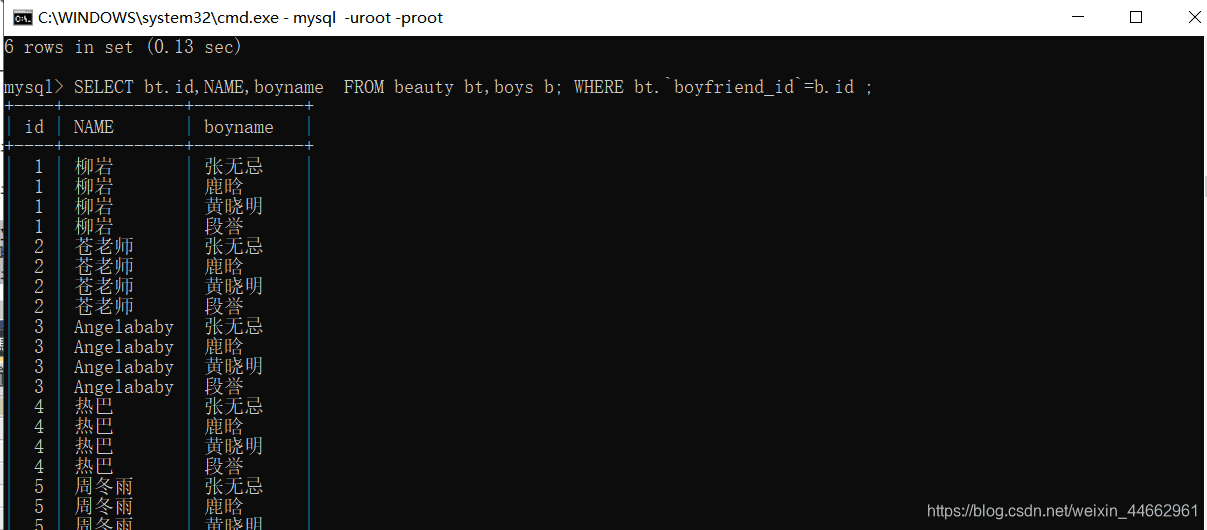 C:\WINDOWS\system32\cmd.exe - mysql  -uroot -proot
6 rows in set (0.13 sec)
mysql> SELECT bt.id,NAME,boyname  FROM beauty bt,boys b; WHERE bt.`boyfriend_id`=b.id ;
+----+------------+-----------+
| id | NAME       | boyname   |
+----+------------+-----------+
|  1 | 柳岩       | 张无忌    |
|  1 | 柳岩       | 鹿晗      |
|  1 | 柳岩       | 黄晓明    |
|  1 | 柳岩       | 段誉      |
|  2 | 苍老师     | 张无忌    |
|  2 | 苍老师     | 鹿晗      |
|  2 | 苍老师     | 黄晓明    |
|  2 | 苍老师     | 段誉      |
|  3 | Angelababy | 张无忌    |
|  3 | Angelababy | 鹿晗      |
|  3 | Angelababy | 黄晓明    |
|  3 | Angelababy | 段誉      |
|  4 | 热巴       | 张无忌    |
|  4 | 热巴       | 鹿晗      |
|  4 | 热巴       | 黄晓明    |
|  4 | 热巴       | 段誉      |
|  5 | 周冬雨     | 张无忌    |
|  5 | 周冬雨     | 鹿晗      |
|  5 | 周冬雨     | 黄晓明    |
https://blog.csdn.net/weixin_44662961